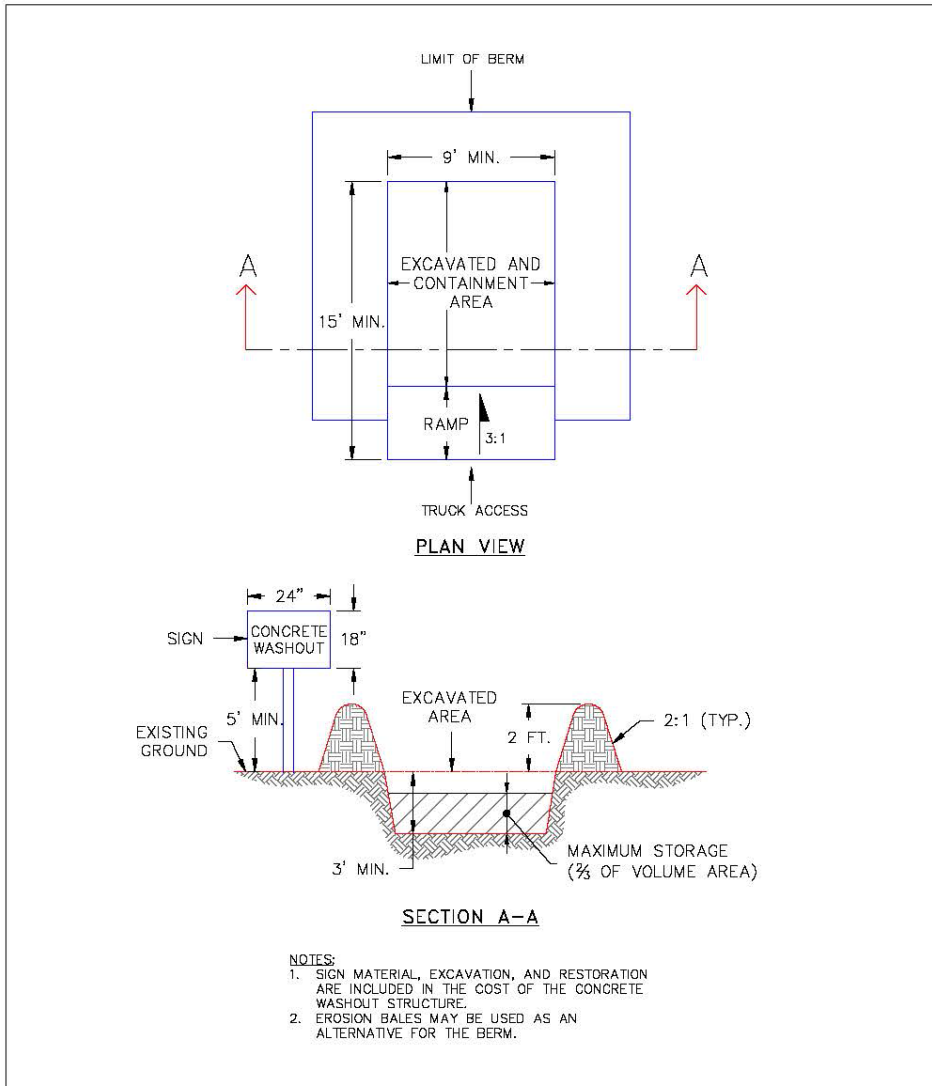 LIMIT OF BERM
9' MIN.
A
A
EXCAVATED AND
CONTAINMENT
AREA
15' MIN.
RAMP
3:1
TRUCK ACCESS
PLAN VIEW
24"
SIGN
CONCRETE
WASHOUT
18"
5' MIN.
EXISTING
GROUND
EXCAVATED
AREA
2 FT.
2:1 (TYP.)
3' MIN.
MAXIMUM STORAGE
(⅔ OF VOLUME AREA)
SECTION A-A
NOTES:
1. SIGN MATERIAL, EXCAVATION, AND RESTORATION
ARE INCLUDED IN THE COST OF THE CONCRETE
WASHOUT STRUCTURE.
2. EROSION BALES MAY BE USED AS AN
ALTERNATIVE FOR THE BERM.